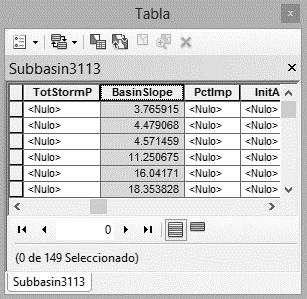 Tabla
Subbasin3113
TotStormP BasinSlope PctImp InitA
<Nulo> 3.765915 <Nulo> <Nulo>
<Nulo> 4.479068 <Nulo> <Nulo>
<Nulo> 4.571459 <Nulo> <Nulo>
<Nulo> 11.250675 <Nulo> <Nulo>
<Nulo> 16.04171 <Nulo> <Nulo>
<Nulo> 18.353828 <Nulo> <Nulo>
0
(0 de 149 Seleccionado)
Subbasin3113